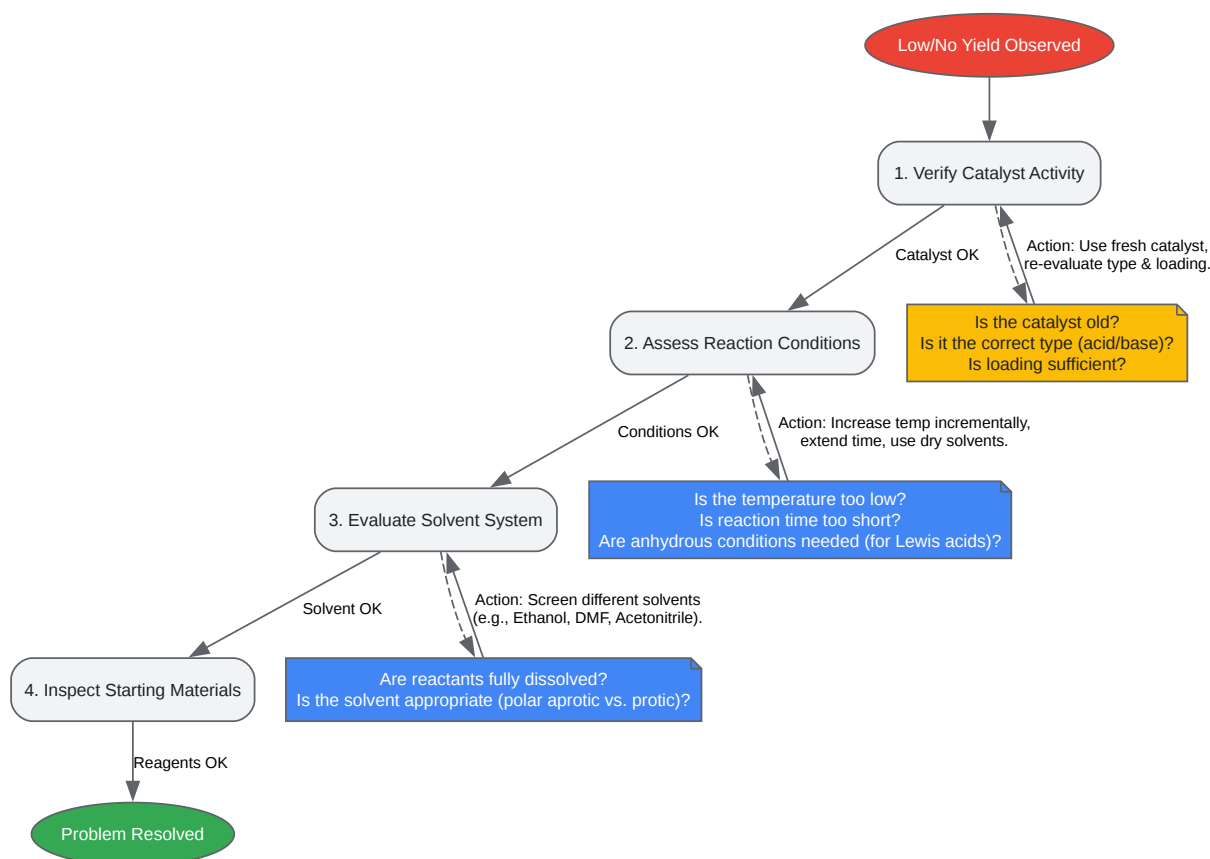 Low/No Yield Observed
1. Verify Catalyst Activity
Catalyst OK
Action: Use fresh catalyst,
re-evaluate type & loading.
Is the catalyst old?
Is it the correct type (acid/base)?
Is loading sufficient?
2. Assess Reaction Conditions
Conditions OK
Action: Increase temp incrementally,
extend time, use dry solvents.
Is the temperature too low?
Is reaction time too short?
Are anhydrous conditions needed (for Lewis acids)?
3. Evaluate Solvent System
Solvent OK
Action: Screen different solvents
(e.g., Ethanol, DMF, Acetonitrile).
Are reactants fully dissolved?
Is the solvent appropriate (polar aprotic vs. protic)?
4. Inspect Starting Materials
Reagents OK
Problem Resolved